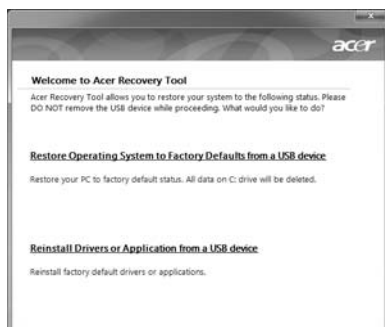 acer
Welcome to Acer Recovery Tool
Acer Recovery Tool allows you to restore your system to the following status. Please
DO NOT remove the USB device while proceeding. What would you like to do?
Restore Operating System to Factory Defaults from a USB device
Restore your PC to factory default status. All data on C: drive will be deleted.
Reinstall Drivers or Application from a USB device
Reinstall factory default drivers or applications.